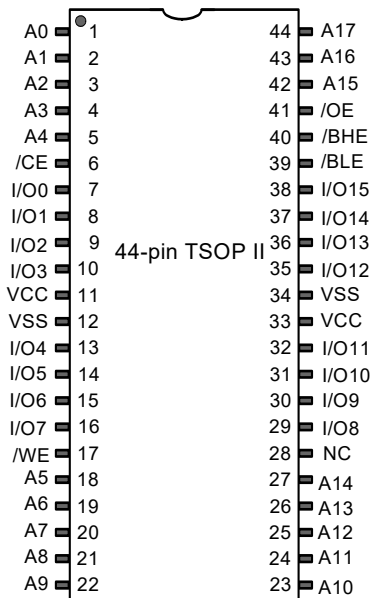 A0 1 44 A17
A1 2 43 A16
A2 3 42 A15
A3 4 41 /OE
A4 5 40 /BHE
/CE 6 39 /BLE
I/O0 7 38 I/O15
I/O1 8 37 I/O14
I/O2 9 44-pin TSOP II 36 I/O13
I/O3 10 35 I/O12
VCC 11 34 VSS
VSS 12 33 VCC
I/O4 13 32 I/O11
I/O5 14 31 I/O10
I/O6 15 30 I/O9
I/O7 16 29 I/O8
/WE 17 28 NC
A5 18 27 A14
A6 19 26 A13
A7 20 25 A12
A8 21 24 A11
A9 22 23 A10